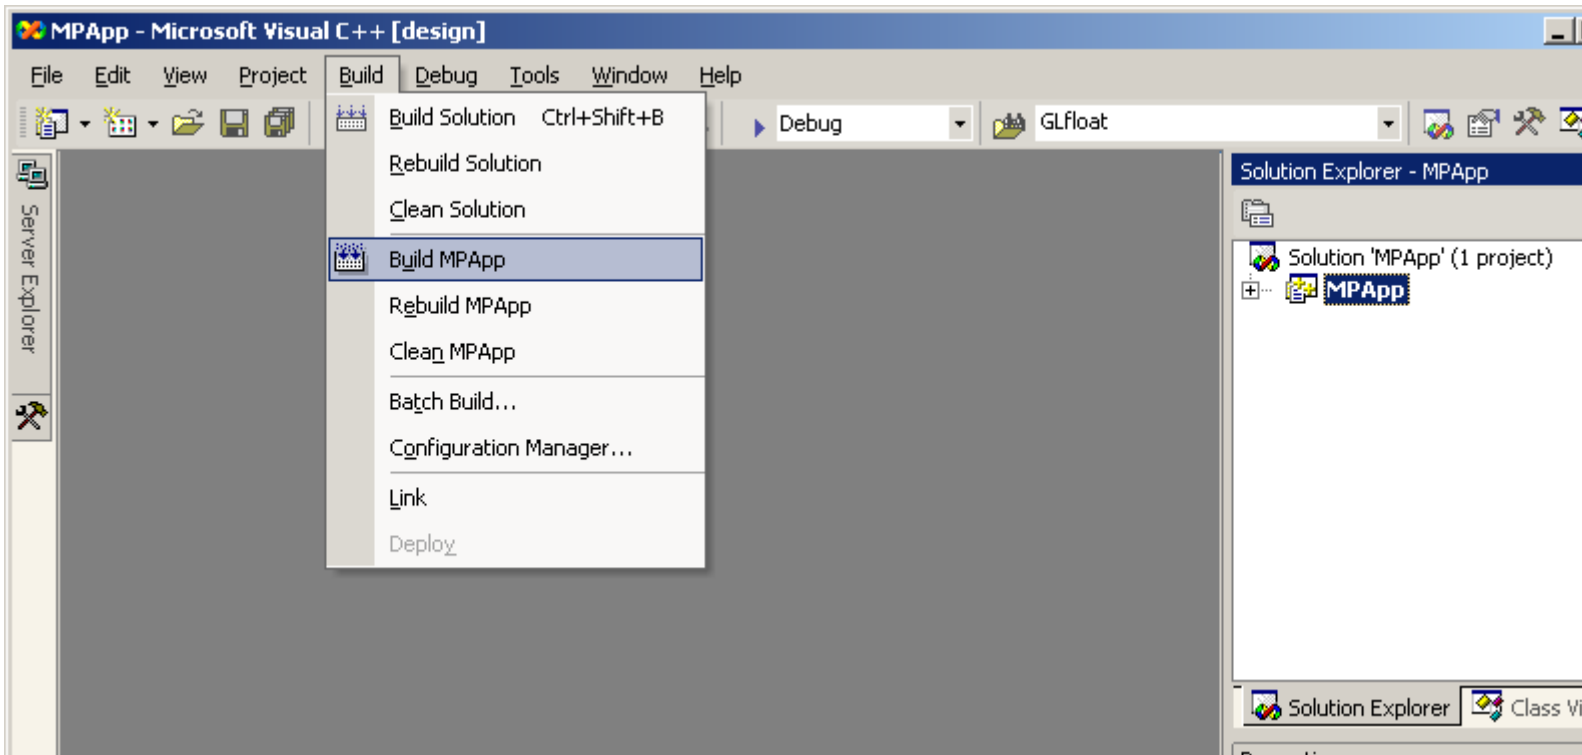 MPApp - Microsoft Visual C++ [design]
File Edit View Project Build Debug Tools Window Help
Debug GLfloat
Build Solution Ctrl+Shift+B
Rebuild Solution
Clean Solution
Build MPApp
Rebuild MPApp
Clean MPApp
Batch Build...
Configuration Manager...
Link
Deploy
Server Explorer
Solution Explorer - MPApp
Solution 'MPApp' (1 project)
MPApp
Solution Explorer Class Vi